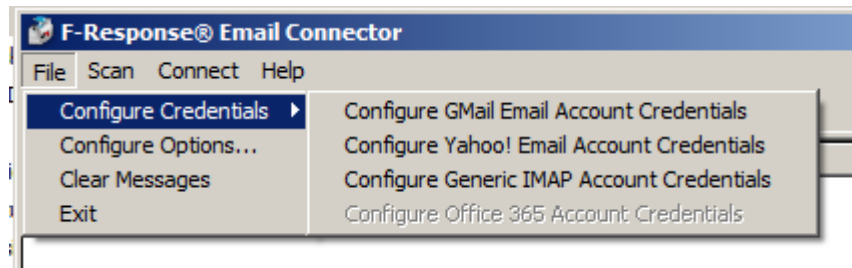 F-Response® Email Connector
File Scan Connect Help
Configure Credentials
Configure GMail Email Account Credentials
Configure Options...
Configure Yahoo! Email Account Credentials
Clear Messages
Configure Generic IMAP Account Credentials
Exit
Configure Office 365 Account Credentials